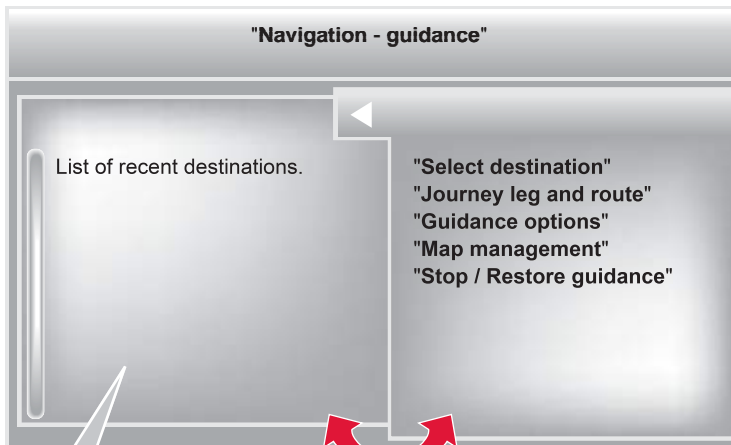 "Navigation - guidance"
List of recent destinations.
"Select destination"
"Journey leg and route"
"Guidance options"
"Map management"
"Stop / Restore guidance"